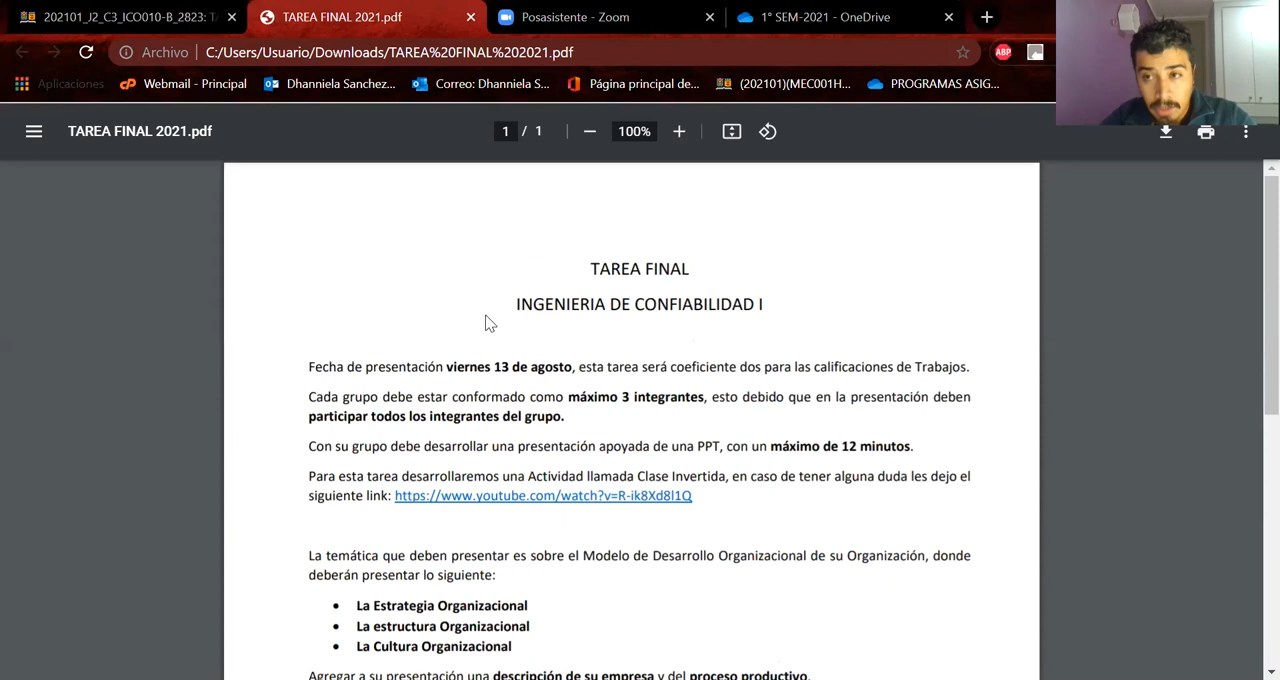 202101_J2_C3_ICO010-B_2823: TA
TAREA FINAL 2021.pdf
Posasistente - Zoom
1° SEM-2021 - OneDrive
Archivo
C:/Users/Usuario/Downloads/TAREA%20FINAL%202021.pdf
ABP
Aplicaciones
Webmail - Principal
Dhanniela Sanchez...
Correo: Dhanniela S...
Página principal de...
(202101)(MEC001H...
PROGRAMAS ASIG...
TAREA FINAL 2021.pdf
1 / 1
100%
TAREA FINAL
INGENIERIA DE CONFIABILIDAD I
Fecha de presentación viernes 13 de agosto, esta tarea será coeficiente dos para las calificaciones de Trabajos.
Cada grupo debe estar conformado como máximo 3 integrantes, esto debido que en la presentación deben
participar todos los integrantes del grupo.
Con su grupo debe desarrollar una presentación apoyada de una PPT, con un máximo de 12 minutos.
Para esta tarea desarrollaremos una Actividad llamada Clase Invertida, en caso de tener alguna duda les dejo el
siguiente link: https://www.youtube.com/watch?v=R-ik8Xd8l1Q
La temática que deben presentar es sobre el Modelo de Desarrollo Organizacional de su Organización, donde
deberán presentar lo siguiente:
• La Estrategia Organizacional
• La estructura Organizacional
• La Cultura Organizacional
Agregar a su presentación una descripción de su empresa y del proceso productivo.